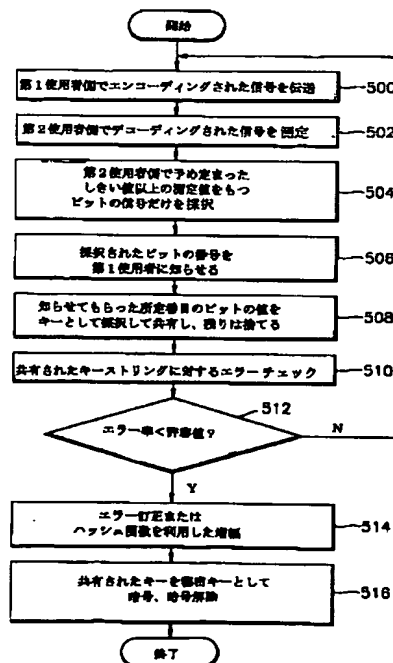 開始
第1使用者側でエンコーディングされた信号を伝送
500
第2使用者側でデコーディングされた信号を測定
502
第2使用者側で予め定まった
しきい値以上の測定値をもつ
ビットの信号だけを採択
504
採択されたビットの番号を
第1使用者に知らせる
506
知らせてもらった所定番目のビットの値を
キーとして採択して共有し、残りは捨てる
508
共有されたキーストリングに対するエラーチェック
510
512
エラー率<許容値?
N
Y
エラー訂正または
ハッシュ関数を利用した増幅
514
共有されたキーを秘密キーとして
暗号、暗号解除
516
終了